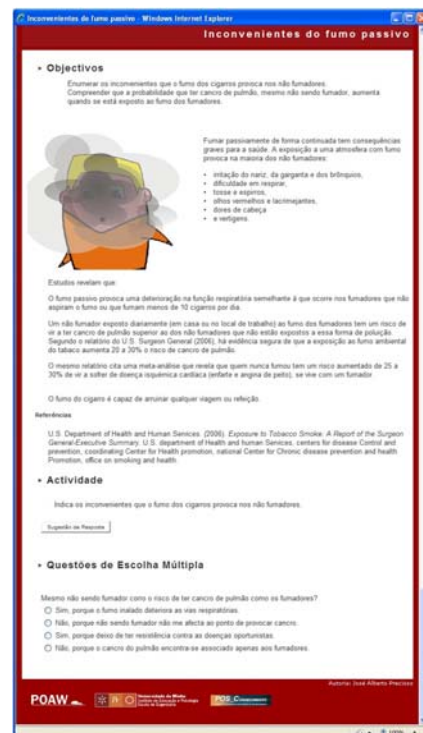 Inconvenientes do fumo passivo - Windows Internet Explorer
Inconvenientes do fumo passivo
Objectivos
Enumerar os inconvenientes que o fumo dos cigarros provoca nos não fumadores.
Compreender que a probabilidade que ter cancro de pulmão, mesmo não sendo fumador, aumenta
quando se está exposto ao fumo dos fumadores.
Fumar passivamente de forma continuada tem consequências
graves para a saúde. A exposição a uma atmosfera com fumo
provoca na maioria dos não fumadores:
• irritação do nariz, da garganta e dos brônquios,
• dificuldade em respirar,
• tosse e espirros,
• olhos vermelhos e lacrimejantes,
• dores de cabeça
• e vertigens.
Estudos revelam que:
O fumo passivo provoca uma deterioração na função respiratória semelhante à que ocorre nos fumadores que não
aspiram o fumo ou que fumam menos de 10 cigarros por dia.
Um não fumador exposto diariamente (em casa ou no local de trabalho) ao fumo dos fumadores tem um risco de
vir a ter cancro de pulmão superior ao dos não fumadores que não estão expostos a essa forma de poluição.
Segundo o relatório do U.S. Surgeon General (2006), há evidência segura de que a exposição ao fumo ambiental
do tabaco aumenta 20 a 30% o risco de cancro de pulmão.
O mesmo relatório cita uma meta-análise que revela que quem nunca fumou tem um risco aumentado de 25 a
30% de vir a sofrer de doença isquémica cardíaca (enfarte e angina de peito), se vive com um fumador.
O fumo do cigarro é capaz de arruinar qualquer viagem ou refeição.
Referências
U.S. Department of Health and Human Services. (2006). Exposure to Tobacco Smoke: A Report of the Surgeon
General-Executive Summary. U.S. department of Health and human Services, centers for disease Control and
prevention, coordinating Center for Health promotion, national Center for Chronic disease prevention and health
Promotion, office on smoking and health.
Actividade
Indica os inconvenientes que o fumo dos cigarros provoca nos não fumadores.
Sugestão de Resposta
Questões de Escolha Múltipla
Mesmo não sendo fumador corro o risco de ter cancro de pulmão como os fumadores?
Sim, porque o fumo inalado deteriora as vias respiratórias.
Não, porque não sendo fumador não me afecta ao ponto de provocar cancro.
Sim, porque deixo de ter resistência contra as doenças oportunistas.
Não, porque o cancro do pulmão encontra-se associado apenas aos fumadores.
Autoria: José Alberto Precioso
POAW
Universidade do Minho
Instituto de Educação e Psicologia
Escola de Engenharia
POS_Conhecimento
100%